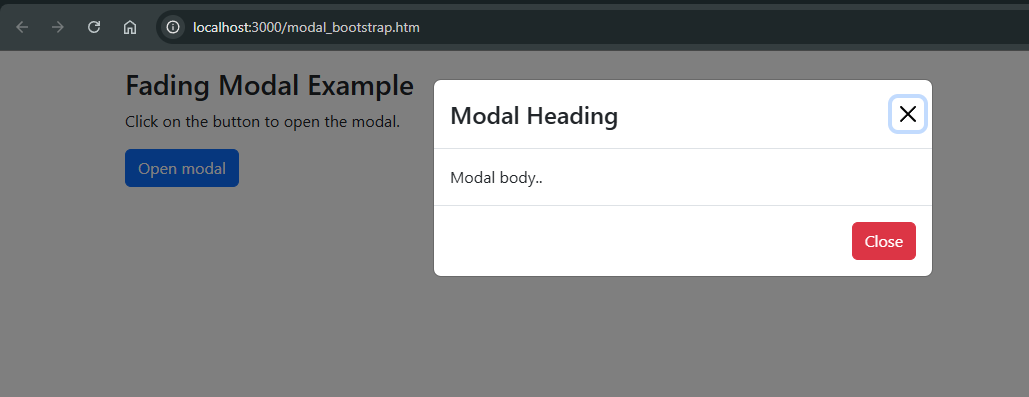 localhost:3000/modal_bootstrap.htm
Fading Modal Example
Click on the button to open the modal.
Open modal
Modal Heading
Modal body..
Close